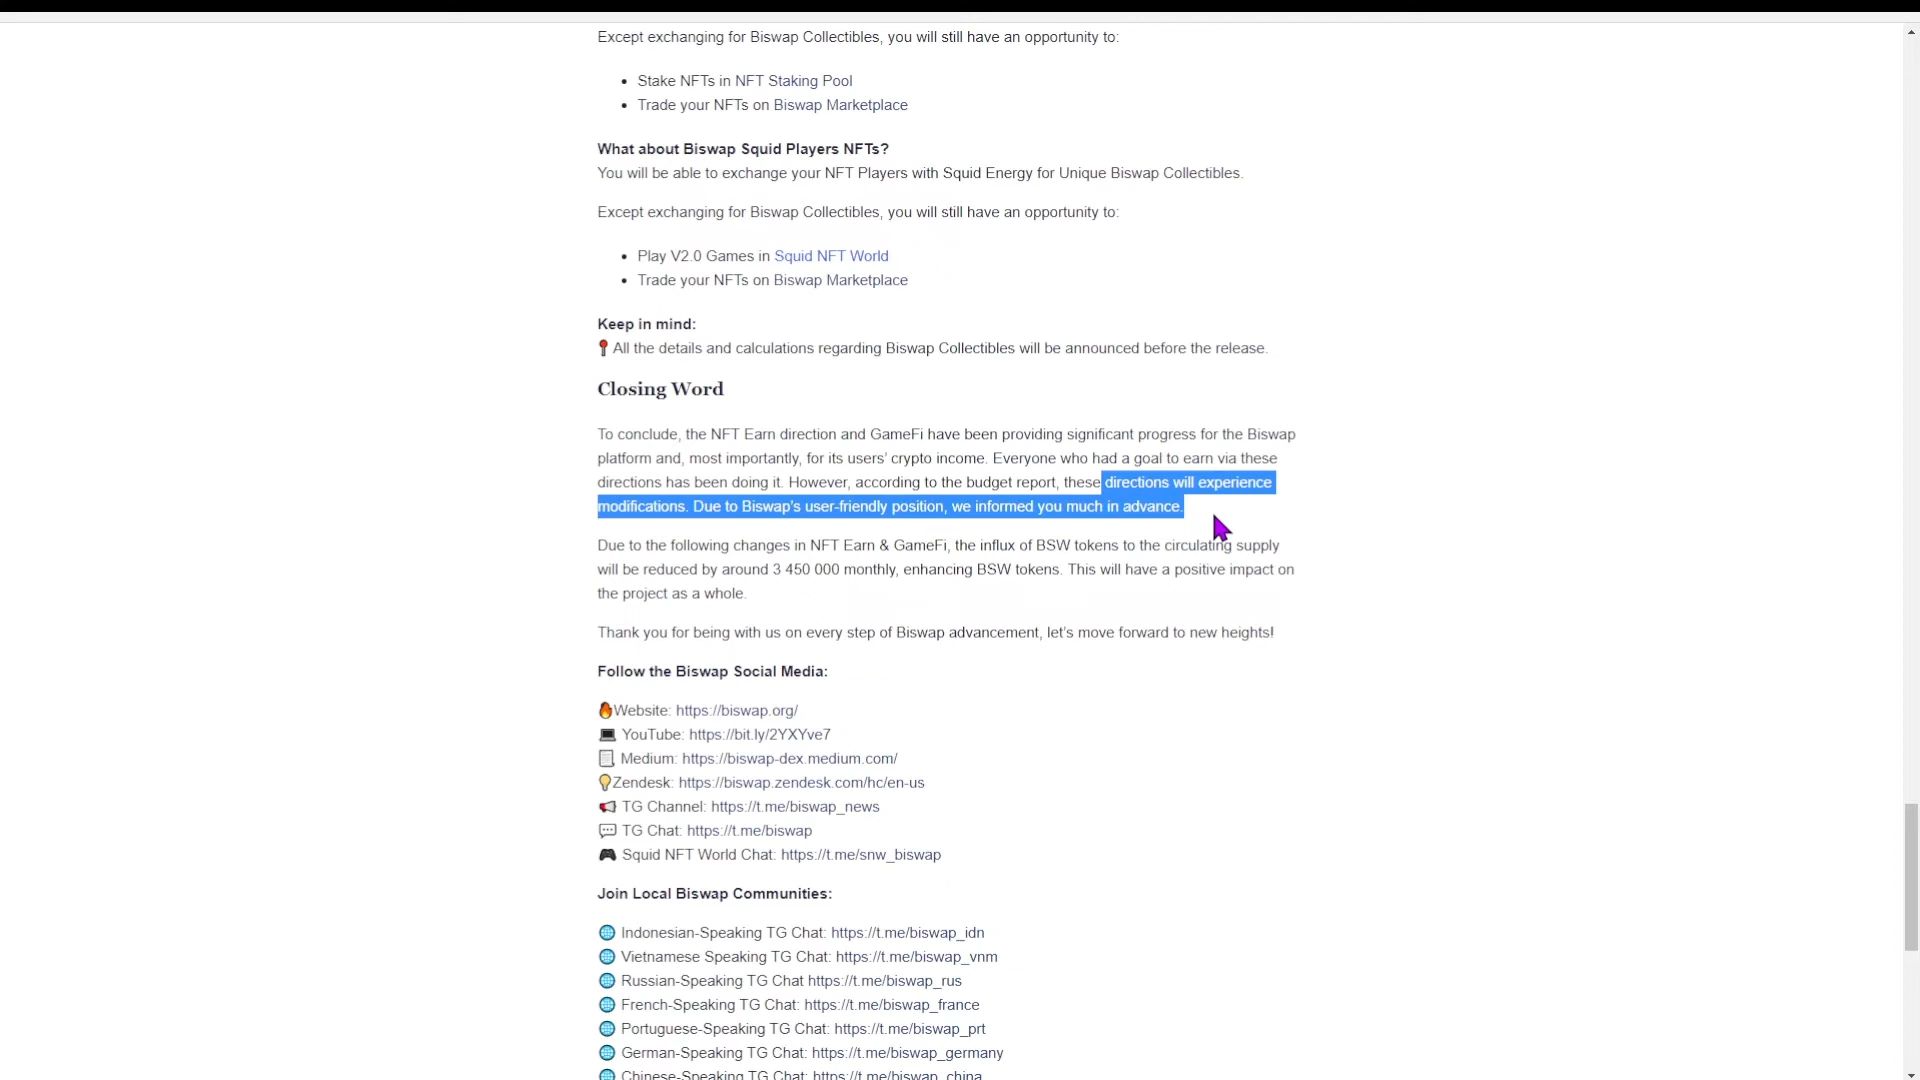 Except exchanging for Biswap Collectibles, you will still have an opportunity to:
• Stake NFTs in NFT Staking Pool
• Trade your NFTs on Biswap Marketplace
What about Biswap Squid Players NFTs?
You will be able to exchange your NFT Players with Squid Energy for Unique Biswap Collectibles.
Except exchanging for Biswap Collectibles, you will still have an opportunity to:
• Play V2.0 Games in Squid NFT World
• Trade your NFTs on Biswap Marketplace
Keep in mind:
📍All the details and calculations regarding Biswap Collectibles will be announced before the release.
Closing Word
To conclude, the NFT Earn direction and GameFi have been providing significant progress for the Biswap
platform and, most importantly, for its users’ crypto income. Everyone who had a goal to earn via these
directions has been doing it. However, according to the budget report, these directions will experience
modifications. Due to Biswap’s user-friendly position, we informed you much in advance.
Due to the following changes in NFT Earn & GameFi, the influx of BSW tokens to the circulating supply
will be reduced by around 3 450 000 monthly, enhancing BSW tokens. This will have a positive impact on
the project as a whole.
Thank you for being with us on every step of Biswap advancement, let’s move forward to new heights!
Follow the Biswap Social Media:
🔥Website: https://biswap.org/
💻 YouTube: https://bit.ly/2YXYve7
📃 Medium: https://biswap-dex.medium.com/
💡Zendesk: https://biswap.zendesk.com/hc/en-us
📢 TG Channel: https://t.me/biswap_news
💬 TG Chat: https://t.me/biswap
🎮 Squid NFT World Chat: https://t.me/snw_biswap
Join Local Biswap Communities:
🌐 Indonesian-Speaking TG Chat: https://t.me/biswap_idn
🌐 Vietnamese Speaking TG Chat: https://t.me/biswap_vnm
🌐 Russian-Speaking TG Chat https://t.me/biswap_rus
🌐 French-Speaking TG Chat: https://t.me/biswap_france
🌐 Portuguese-Speaking TG Chat: https://t.me/biswap_prt
🌐 German-Speaking TG Chat: https://t.me/biswap_germany
🌐 Chinese-Speaking TG Chat: https://t.me/biswap_china